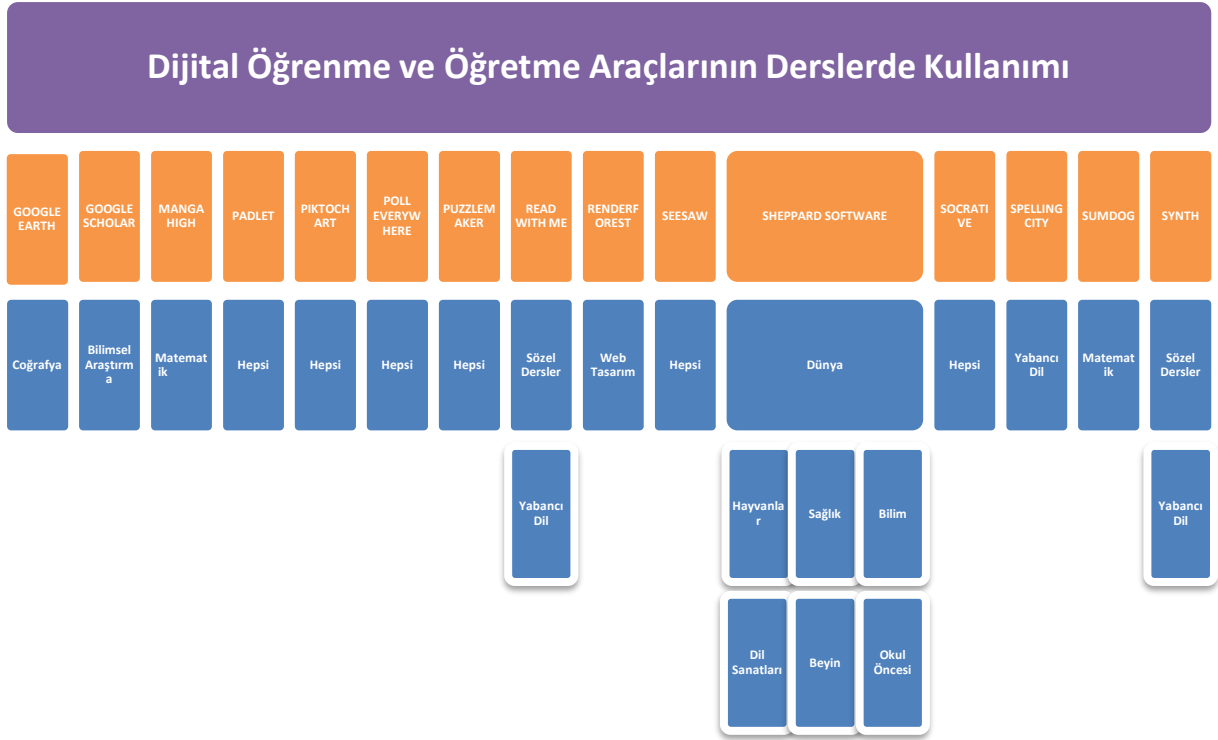 Dijital Öğrenme ve Öğretme Araçlarının Derslerde Kullanımı
GOOGLE
EARTH
GOOGLE
SCHOLAR
MANGA
HIGH
PADLET
PIKTOCH
ART
POLL
EVERYW
HERE
PUZZLEM
AKER
READ
WITH ME
RENDERF
OREST
SEESAW
SHEPPARD SOFTWARE
SOCRATI
VE
SPELLING
CITY
SUMDOG
SYNTH
Coğrafya
Bilimsel
Araştırm
a
Matemat
ik
Hepsi
Hepsi
Hepsi
Hepsi
Sözel
Dersler
Web
Tasarım
Hepsi
Dünya
Hepsi
Yabancı
Dil
Matemat
ik
Sözel
Dersler
Yabancı
Dil
Hayvanla
r
Sağlık
Bilim
Yabancı
Dil
Dil
Sanatları
Beyin
Okul
Öncesi